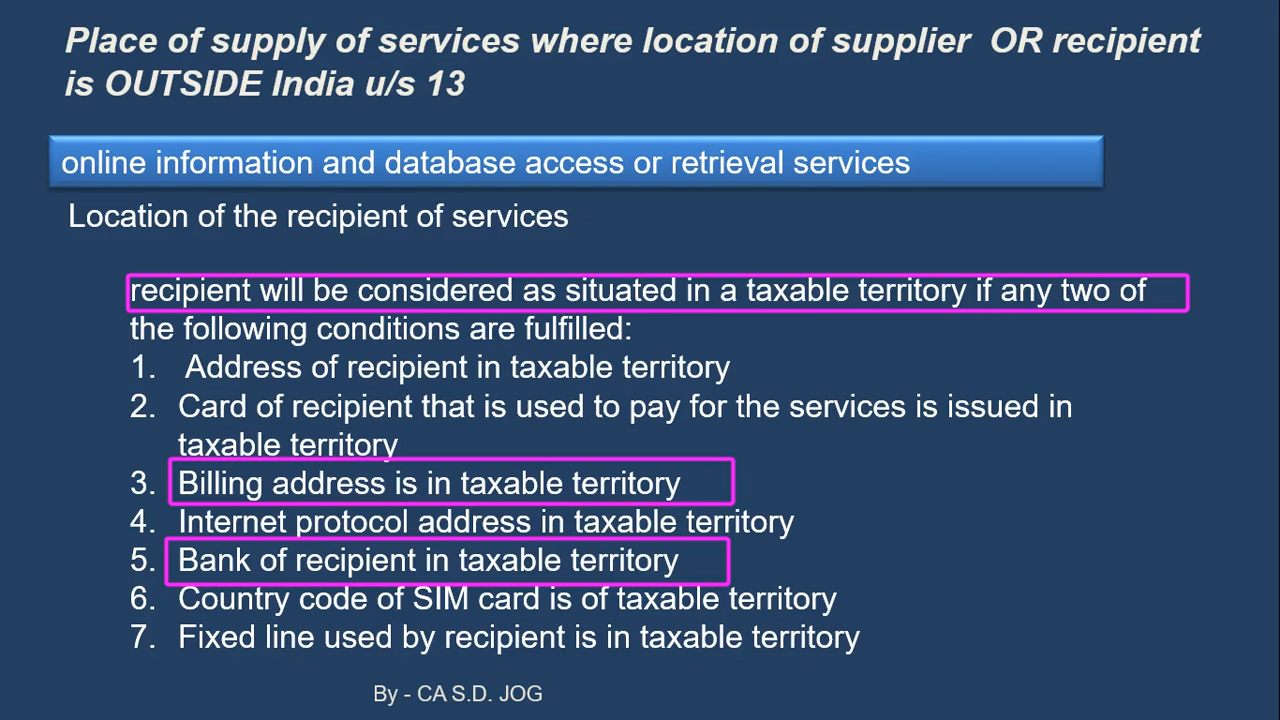 Place of supply of services where location of supplier OR recipient
is OUTSIDE India u/s 13
online information and database access or retrieval services
Location of the recipient of services
recipient will be considered as situated in a taxable territory if any two of
the following conditions are fulfilled:
1. Address of recipient in taxable territory
2. Card of recipient that is used to pay for the services is issued in
taxable territory
3. Billing address is in taxable territory
4. Internet protocol address in taxable territory
5. Bank of recipient in taxable territory
6. Country code of SIM card is of taxable territory
7. Fixed line used by recipient is in taxable territory
By - CA S.D. JOG